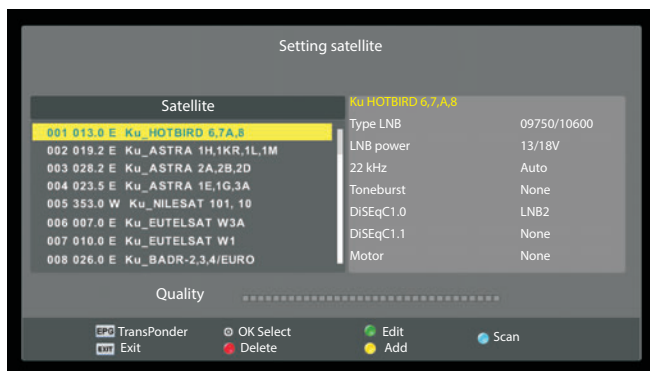 Setting satellite
Satellite
001 013.0 E Ku_HOTBIRD 6,7A,8
002 019.2 E Ku_ASTRA 1H,1KR,1L,1M
003 028.2 E Ku_ASTRA 2A,2B,2D
004 023.5 E Ku_ASTRA 1E,1G,3A
005 353.0 W Ku_NILESAT 101, 10
006 007.0 E Ku_EUTELSAT W3A
007 010.0 E Ku_EUTELSAT W1
008 026.0 E Ku_BADR-2,3,4/EURO
Ku HOTBIRD 6,7,A,8
Type LNB 09750/10600
LNB power 13/18V
22 kHz Auto
Toneburst None
DiSEqC1.0 LNB2
DiSEqC1.1 None
Motor None
Quality
EPG TransPonder OK Select Edit Scan
EXIT Exit Delete Add